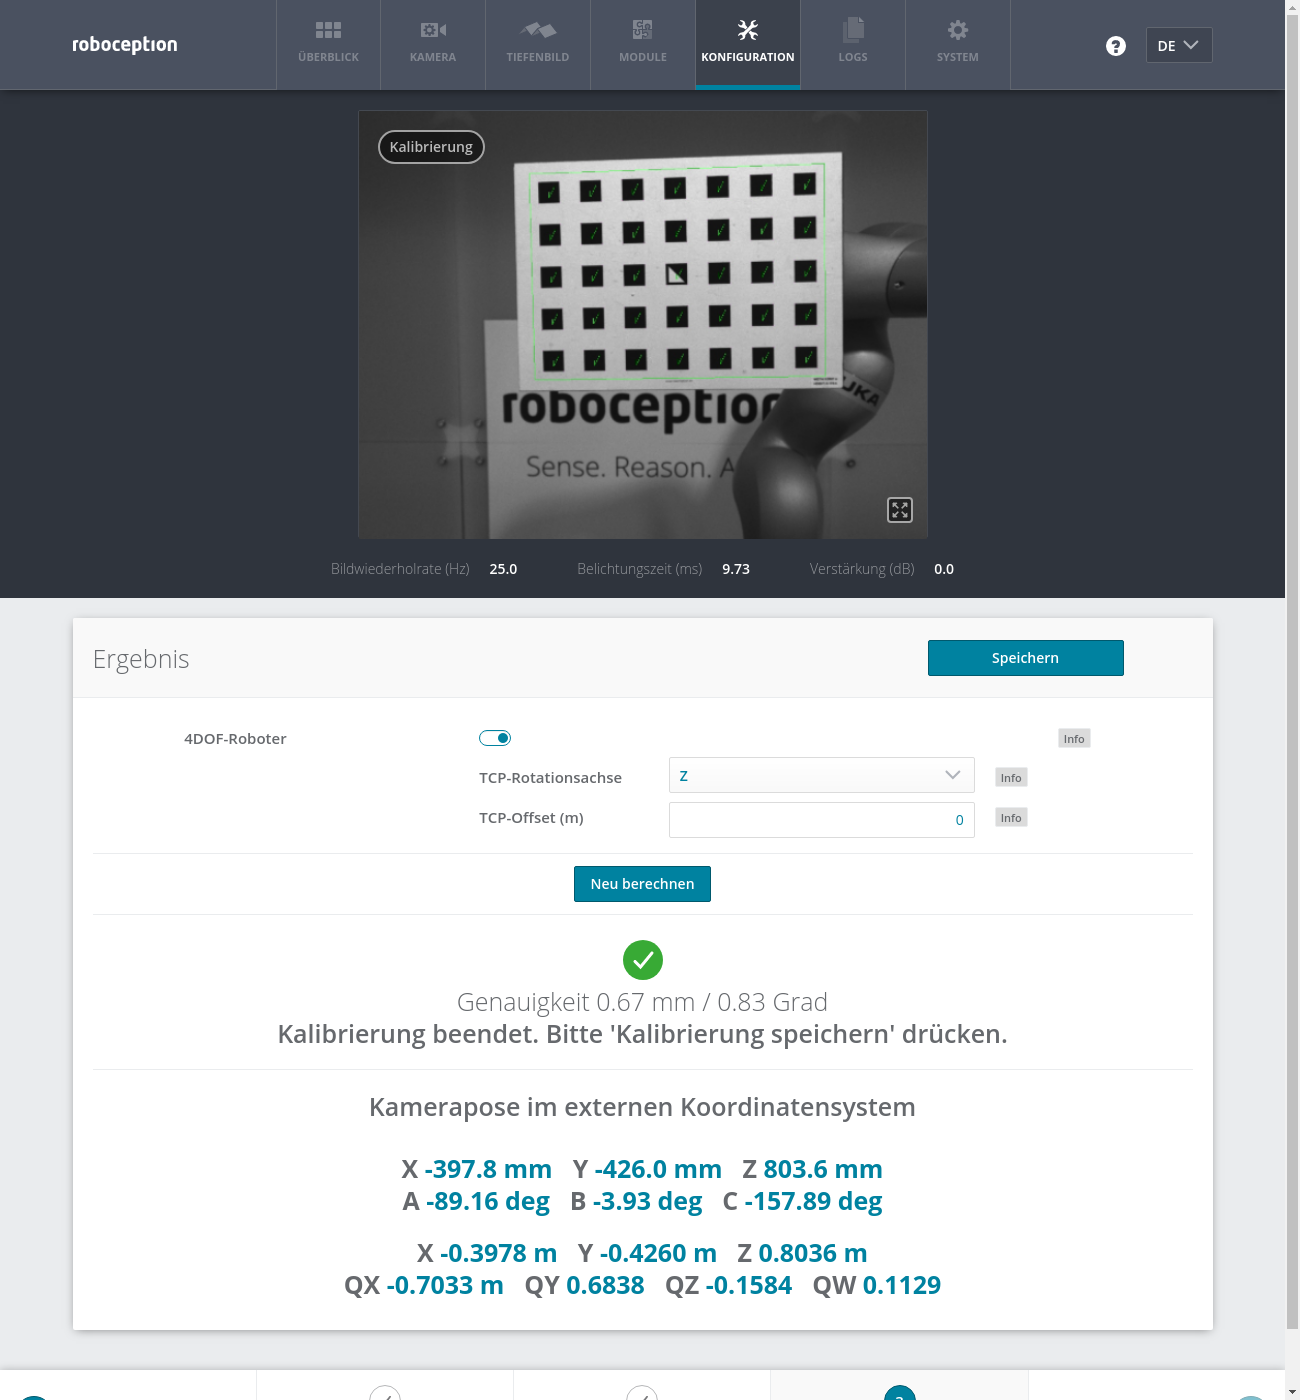 roboception
ÜBERBLICK
KAMERA
TIEFENBILD
MODULE
KONFIGURATION
LOGS
SYSTEM
DE
Kalibrierung
KUKA
roboception
Sense. Reason. A
Bildwiederholrate (Hz) 25.0 Belichtungszeit (ms) 9.73 Verstärkung (dB) 0.0
Ergebnis
Speichern
4DOF-Roboter
Info
TCP-Rotationsachse
Z
Info
TCP-Offset (m)
0
Info
Neu berechnen
Genauigkeit 0.67 mm / 0.83 Grad
Kalibrierung beendet. Bitte 'Kalibrierung speichern' drücken.
Kamerapose im externen Koordinatensystem
X -397.8 mm Y -426.0 mm Z 803.6 mm
A -89.16 deg B -3.93 deg C -157.89 deg
X -0.3978 m Y -0.4260 m Z 0.8036 m
QX -0.7033 m QY 0.6838 QZ -0.1584 QW 0.1129